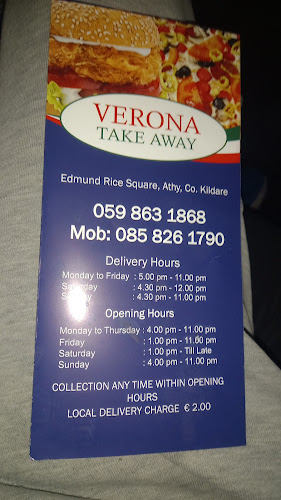 VERONA
TAKE AWAY
Edmund Rice Square, Athy, Co. Kildare
059 863 1868
Mob: 085 826 1790
Delivery Hours
Monday to Friday : 5.00 pm - 11.00 pm
Saturday : 4.30 pm - 12.00 pm
Sunday : 4.30 pm - 11.00 pm
Opening Hours
Monday to Thursday : 4.00 pm - 11.00 pm
Friday : 1.00 pm - 11.00 pm
Saturday : 1.00 pm - Till Late
Sunday : 4.00 pm - 11.00 pm
COLLECTION ANY TIME WITHIN OPENING
HOURS
LOCAL DELIVERY CHARGE € 2.00